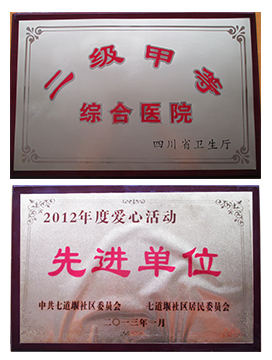 二级甲等
综合医院
四川省卫生厅
2012年度爱心活动
先进单位
中共七道堰社区委员会 七道堰社区居民委员会
二〇一三年一月